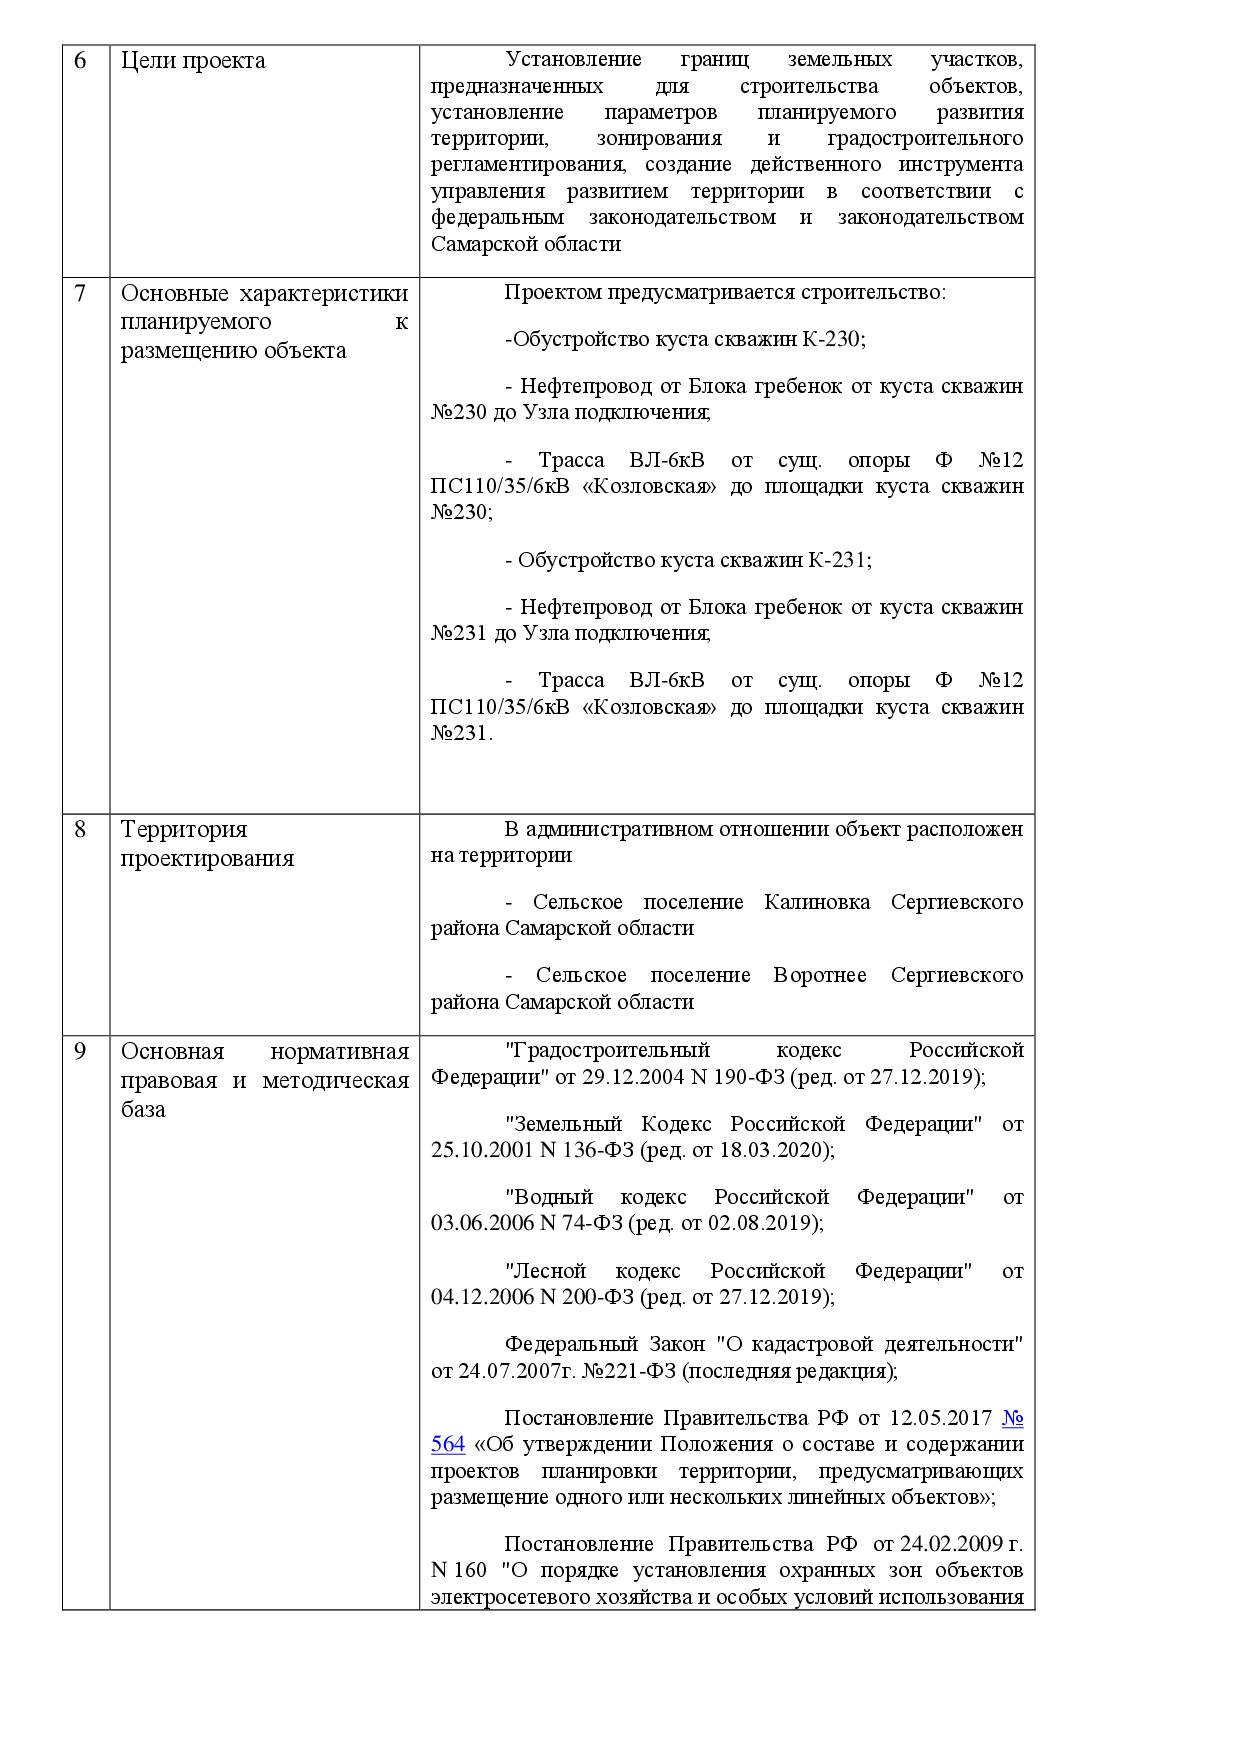 6
Цели проекта
Установление границ земельных участков,
предназначенных для строительства объектов,
установление параметров планируемого развития
территории, зонирования и градостроительного
регламентирования, создание действенного инструмента
управления развитием территории в соответствии с
федеральным законодательством и законодательством
Самарской области
7
Основные характеристики
планируемого к
размещению объекта
Проектом предусматривается строительство:
-Обустройство куста скважин К-230;
- Нефтепровод от Блока гребенок от куста скважин
№230 до Узла подключения;
- Трасса ВЛ-6кВ от сущ. опоры Ф №12
ПС110/35/6кВ «Козловская» до площадки куста скважин
№230;
- Обустройство куста скважин К-231;
- Нефтепровод от Блока гребенок от куста скважин
№231 до Узла подключения;
- Трасса ВЛ-6кВ от сущ. опоры Ф №12
ПС110/35/6кВ «Козловская» до площадки куста скважин
№231.
8
Территория
проектирования
В административном отношении объект расположен
на территории
- Сельское поселение Калиновка Сергиевского
района Самарской области
- Сельское поселение Воротнее Сергиевского
района Самарской области
9
Основная нормативная
правовая и методическая
база
"Градостроительный кодекс Российской
Федерации" от 29.12.2004 N 190-ФЗ (ред. от 27.12.2019);
"Земельный Кодекс Российской Федерации" от
25.10.2001 N 136-ФЗ (ред. от 18.03.2020);
"Водный кодекс Российской Федерации" от
03.06.2006 N 74-ФЗ (ред. от 02.08.2019);
"Лесной кодекс Российской Федерации" от
04.12.2006 N 200-ФЗ (ред. от 27.12.2019);
Федеральный Закон "О кадастровой деятельности"
от 24.07.2007г. №221-ФЗ (последняя редакция);
Постановление Правительства РФ от 12.05.2017 №
564 «Об утверждении Положения о составе и содержании
проектов планировки территории, предусматривающих
размещение одного или нескольких линейных объектов»;
Постановление Правительства РФ от 24.02.2009 г.
N 160 "О порядке установления охранных зон объектов
электросетевого хозяйства и особых условий использования